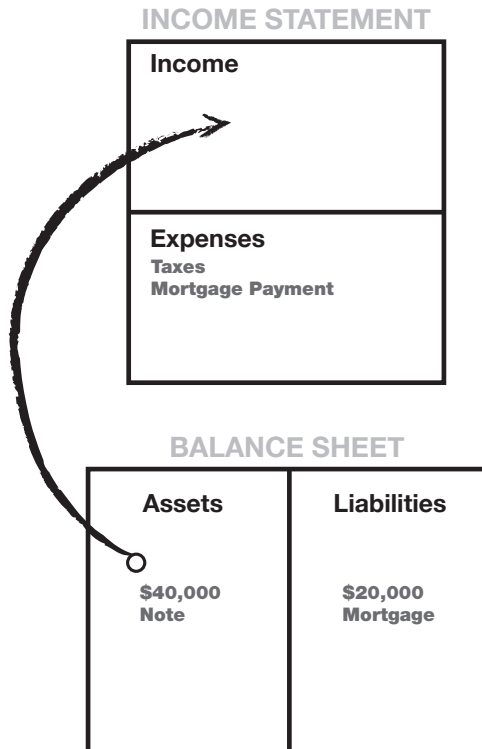 INCOME STATEMENT
Income
Expenses
Taxes
Mortgage Payment
BALANCE SHEET
Assets
Liabilities
$40,000
Note
$20,000
Mortgage